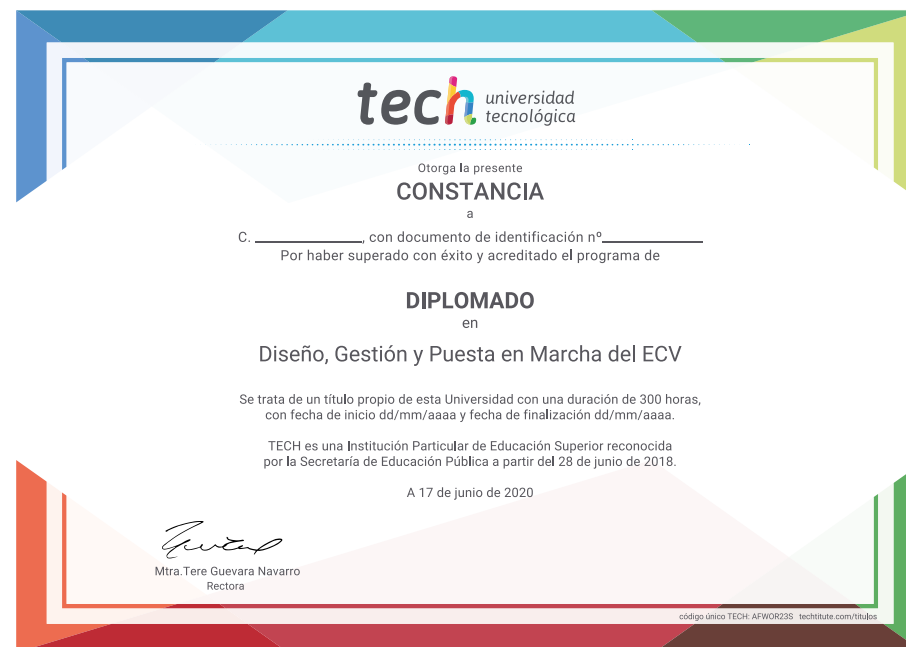 tech universidad
tecnológica
Otorga la presente
CONSTANCIA
a
C. ____________, con documento de identificación nº____________
Por haber superado con éxito y acreditado el programa de
DIPLOMADO
en
Diseño, Gestión y Puesta en Marcha del ECV
Se trata de un título propio de esta Universidad con una duración de 300 horas,
con fecha de inicio dd/mm/aaaa y fecha de finalización dd/mm/aaaa.
TECH es una Institución Particular de Educación Superior reconocida
por la Secretaría de Educación Pública a partir del 28 de junio de 2018.
A 17 de junio de 2020
Mtra.Tere Guevara Navarro
Rectora
código único TECH: AFWOR23S techtitute.com/titulos